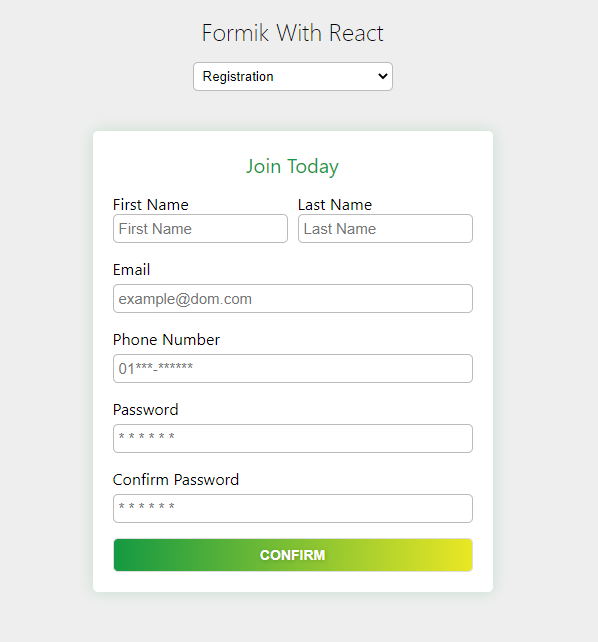 Formik With React
Registration
Join Today
First Name Last Name
First Name Last Name
Email
example@dom.com
Phone Number
01***-******
Password
* * * * * *
Confirm Password
* * * * * *
CONFIRM